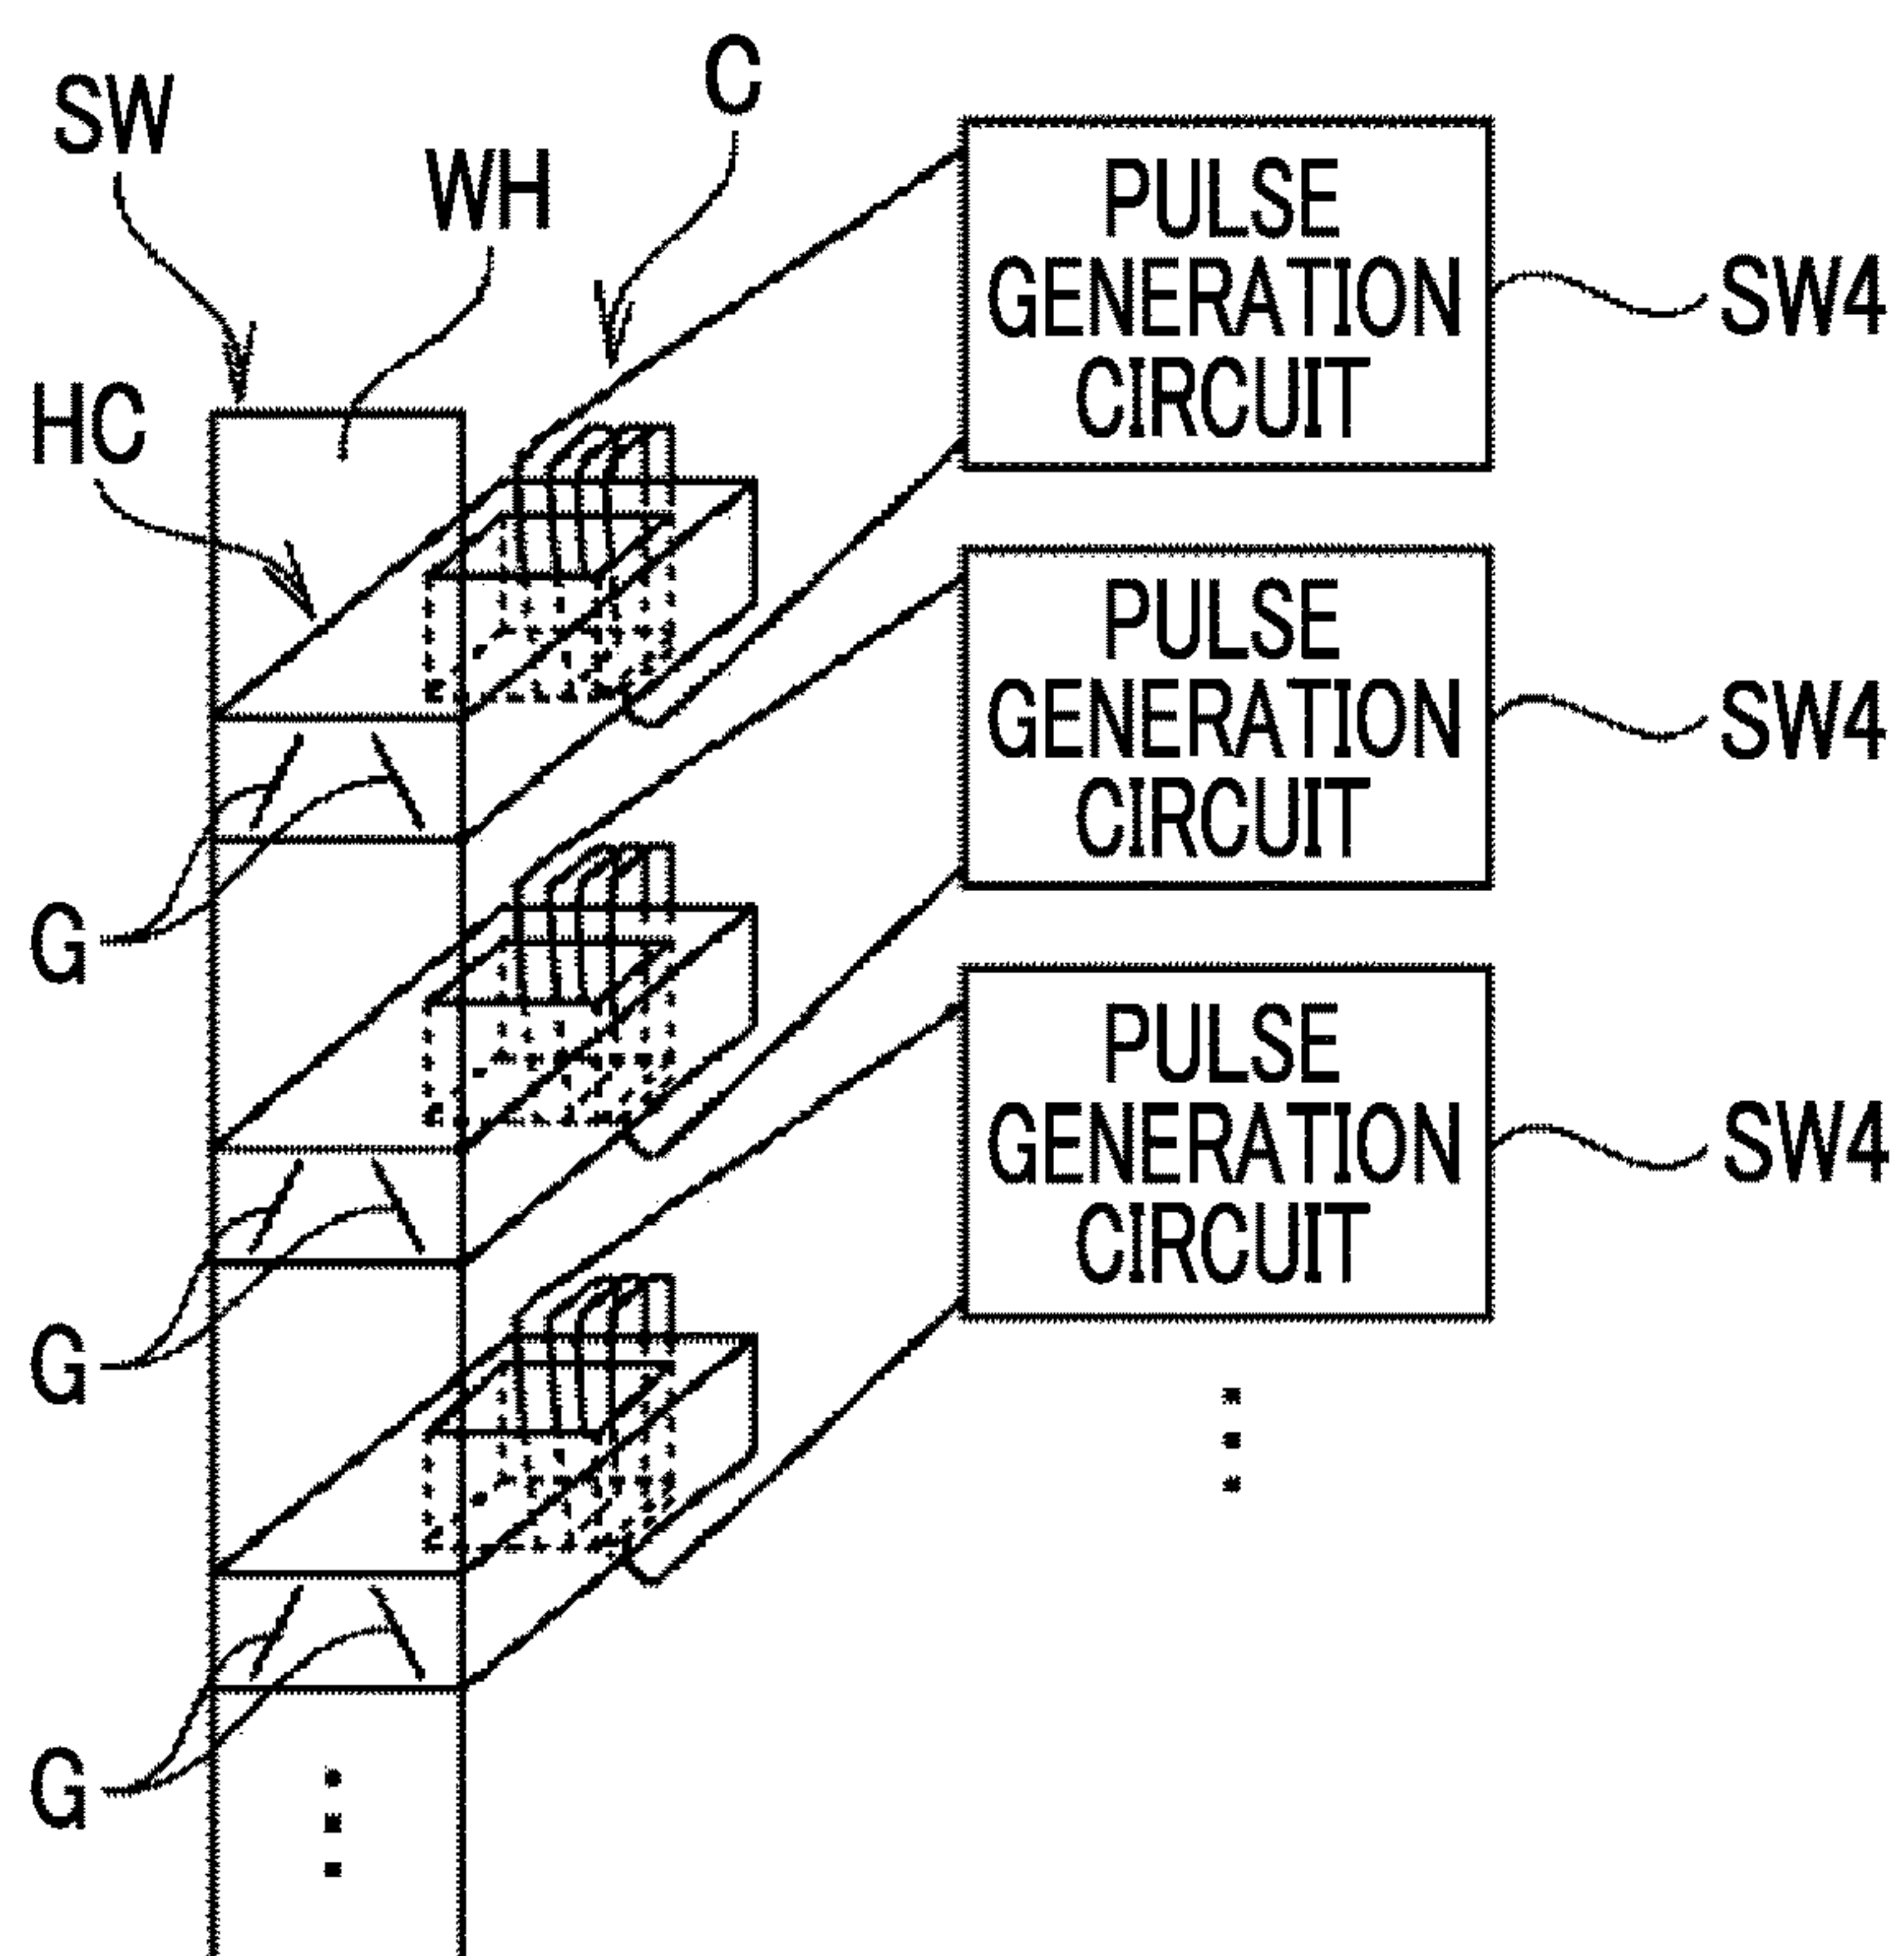 C
SW
WH
PULSE
GENERATION
CIRCUIT
SW4
HC
PULSE
GENERATION
CIRCUIT
SW4
G
PULSE
GENERATION
CIRCUIT
SW4
G
G